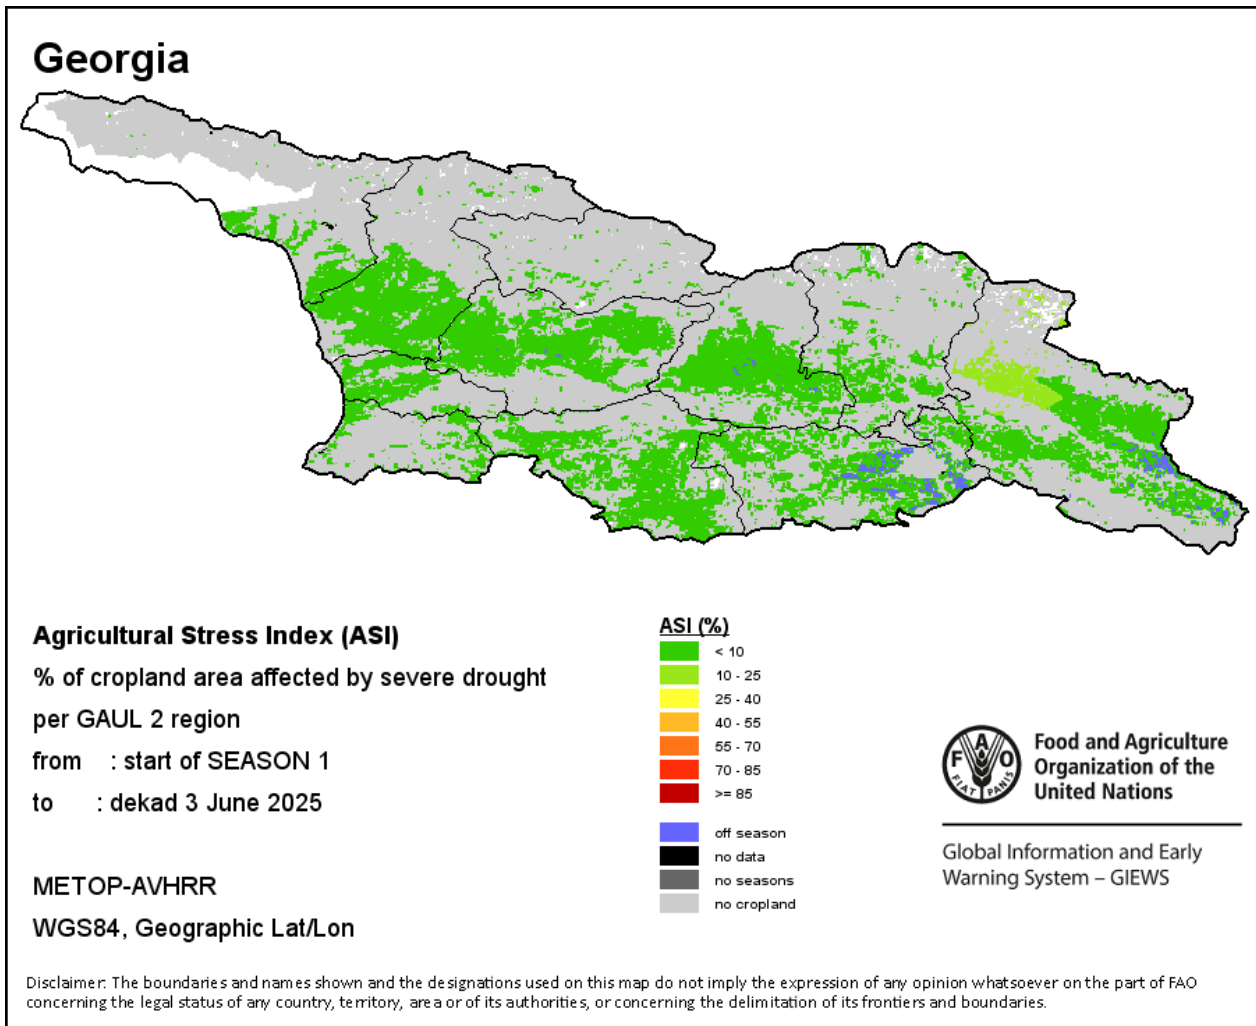 Georgia
Agricultural Stress Index (ASI)
% of cropland area affected by severe drought
per GAUL 2 region
from : start of SEASON 1
to : dekad 3 June 2025
METOP-AVHRR
WGS84, Geographic Lat/Lon
ASI (%)
< 10
10 - 25
25 - 40
40 - 55
55 - 70
70 - 85
>= 85
off season
no data
no seasons
no cropland
F A O
FIAT PANIS
Food and Agriculture
Organization of the
United Nations
Global Information and Early
Warning System – GIEWS
Disclaimer: The boundaries and names shown and the designations used on this map do not imply the expression of any opinion whatsoever on the part of FAO
concerning the legal status of any country, territory, area or of its authorities, or concerning the delimitation of its frontiers and boundaries.